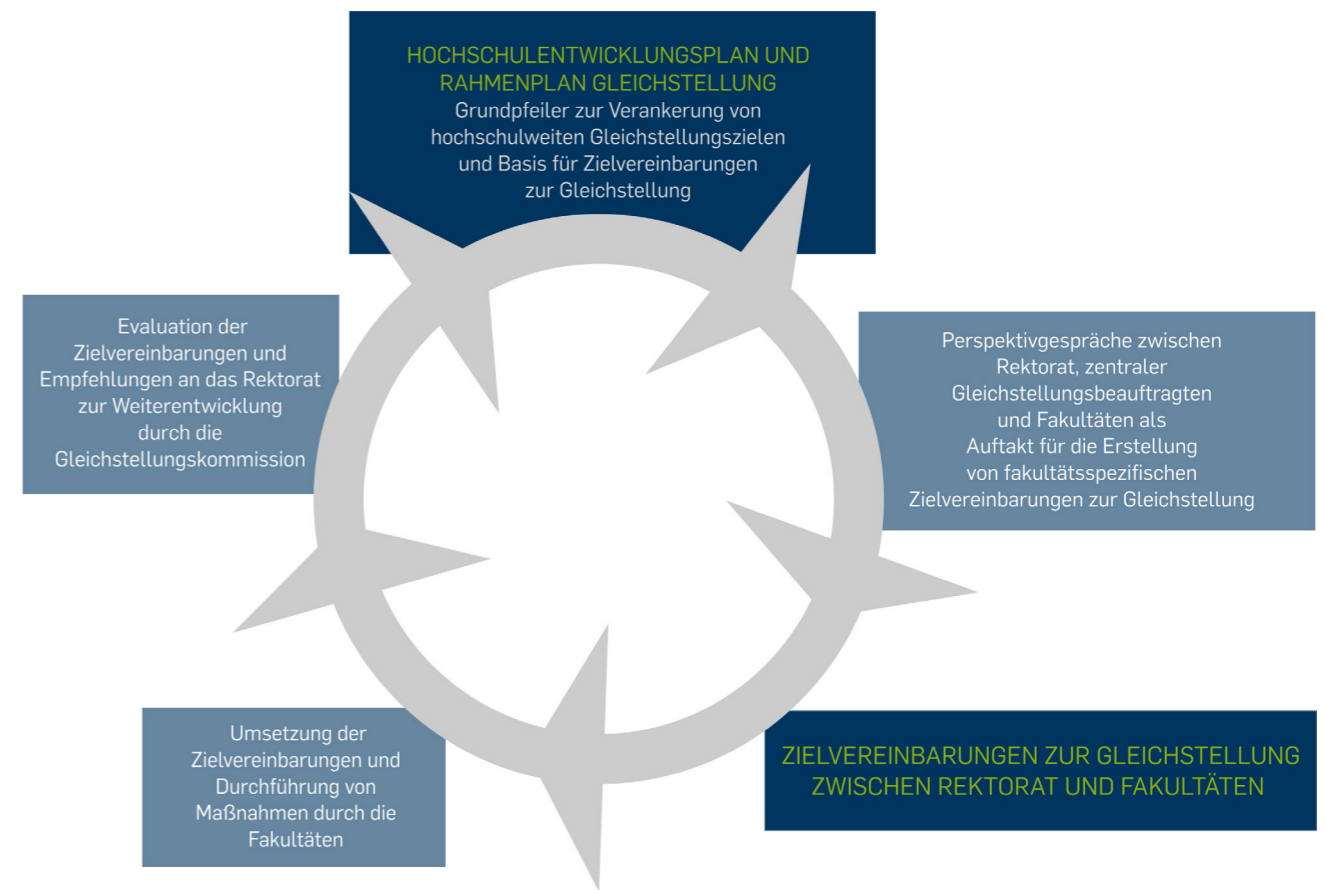 HOCHSCHULENTWICKLUNGSPLAN UND
RAHMENPLAN GLEICHSTELLUNG
Grundpfeiler zur Verankerung von
hochschulweiten Gleichstellungszielen
und Basis für Zielvereinbarungen
zur Gleichstellung
Perspektivgespräche zwischen
Rektorat, zentraler
Gleichstellungsbeauftragten
und Fakultäten als
Auftakt für die Erstellung
von fakultätsspezifischen
Zielvereinbarungen zur Gleichstellung
ZIELVEREINBARUNGEN ZUR GLEICHSTELLUNG
ZWISCHEN REKTORAT UND FAKULTÄTEN
Umsetzung der
Zielvereinbarungen und
Durchführung von
Maßnahmen durch die
Fakultäten
Evaluation der
Zielvereinbarungen und
Empfehlungen an das Rektorat
zur Weiterentwicklung
durch die
Gleichstellungskommission